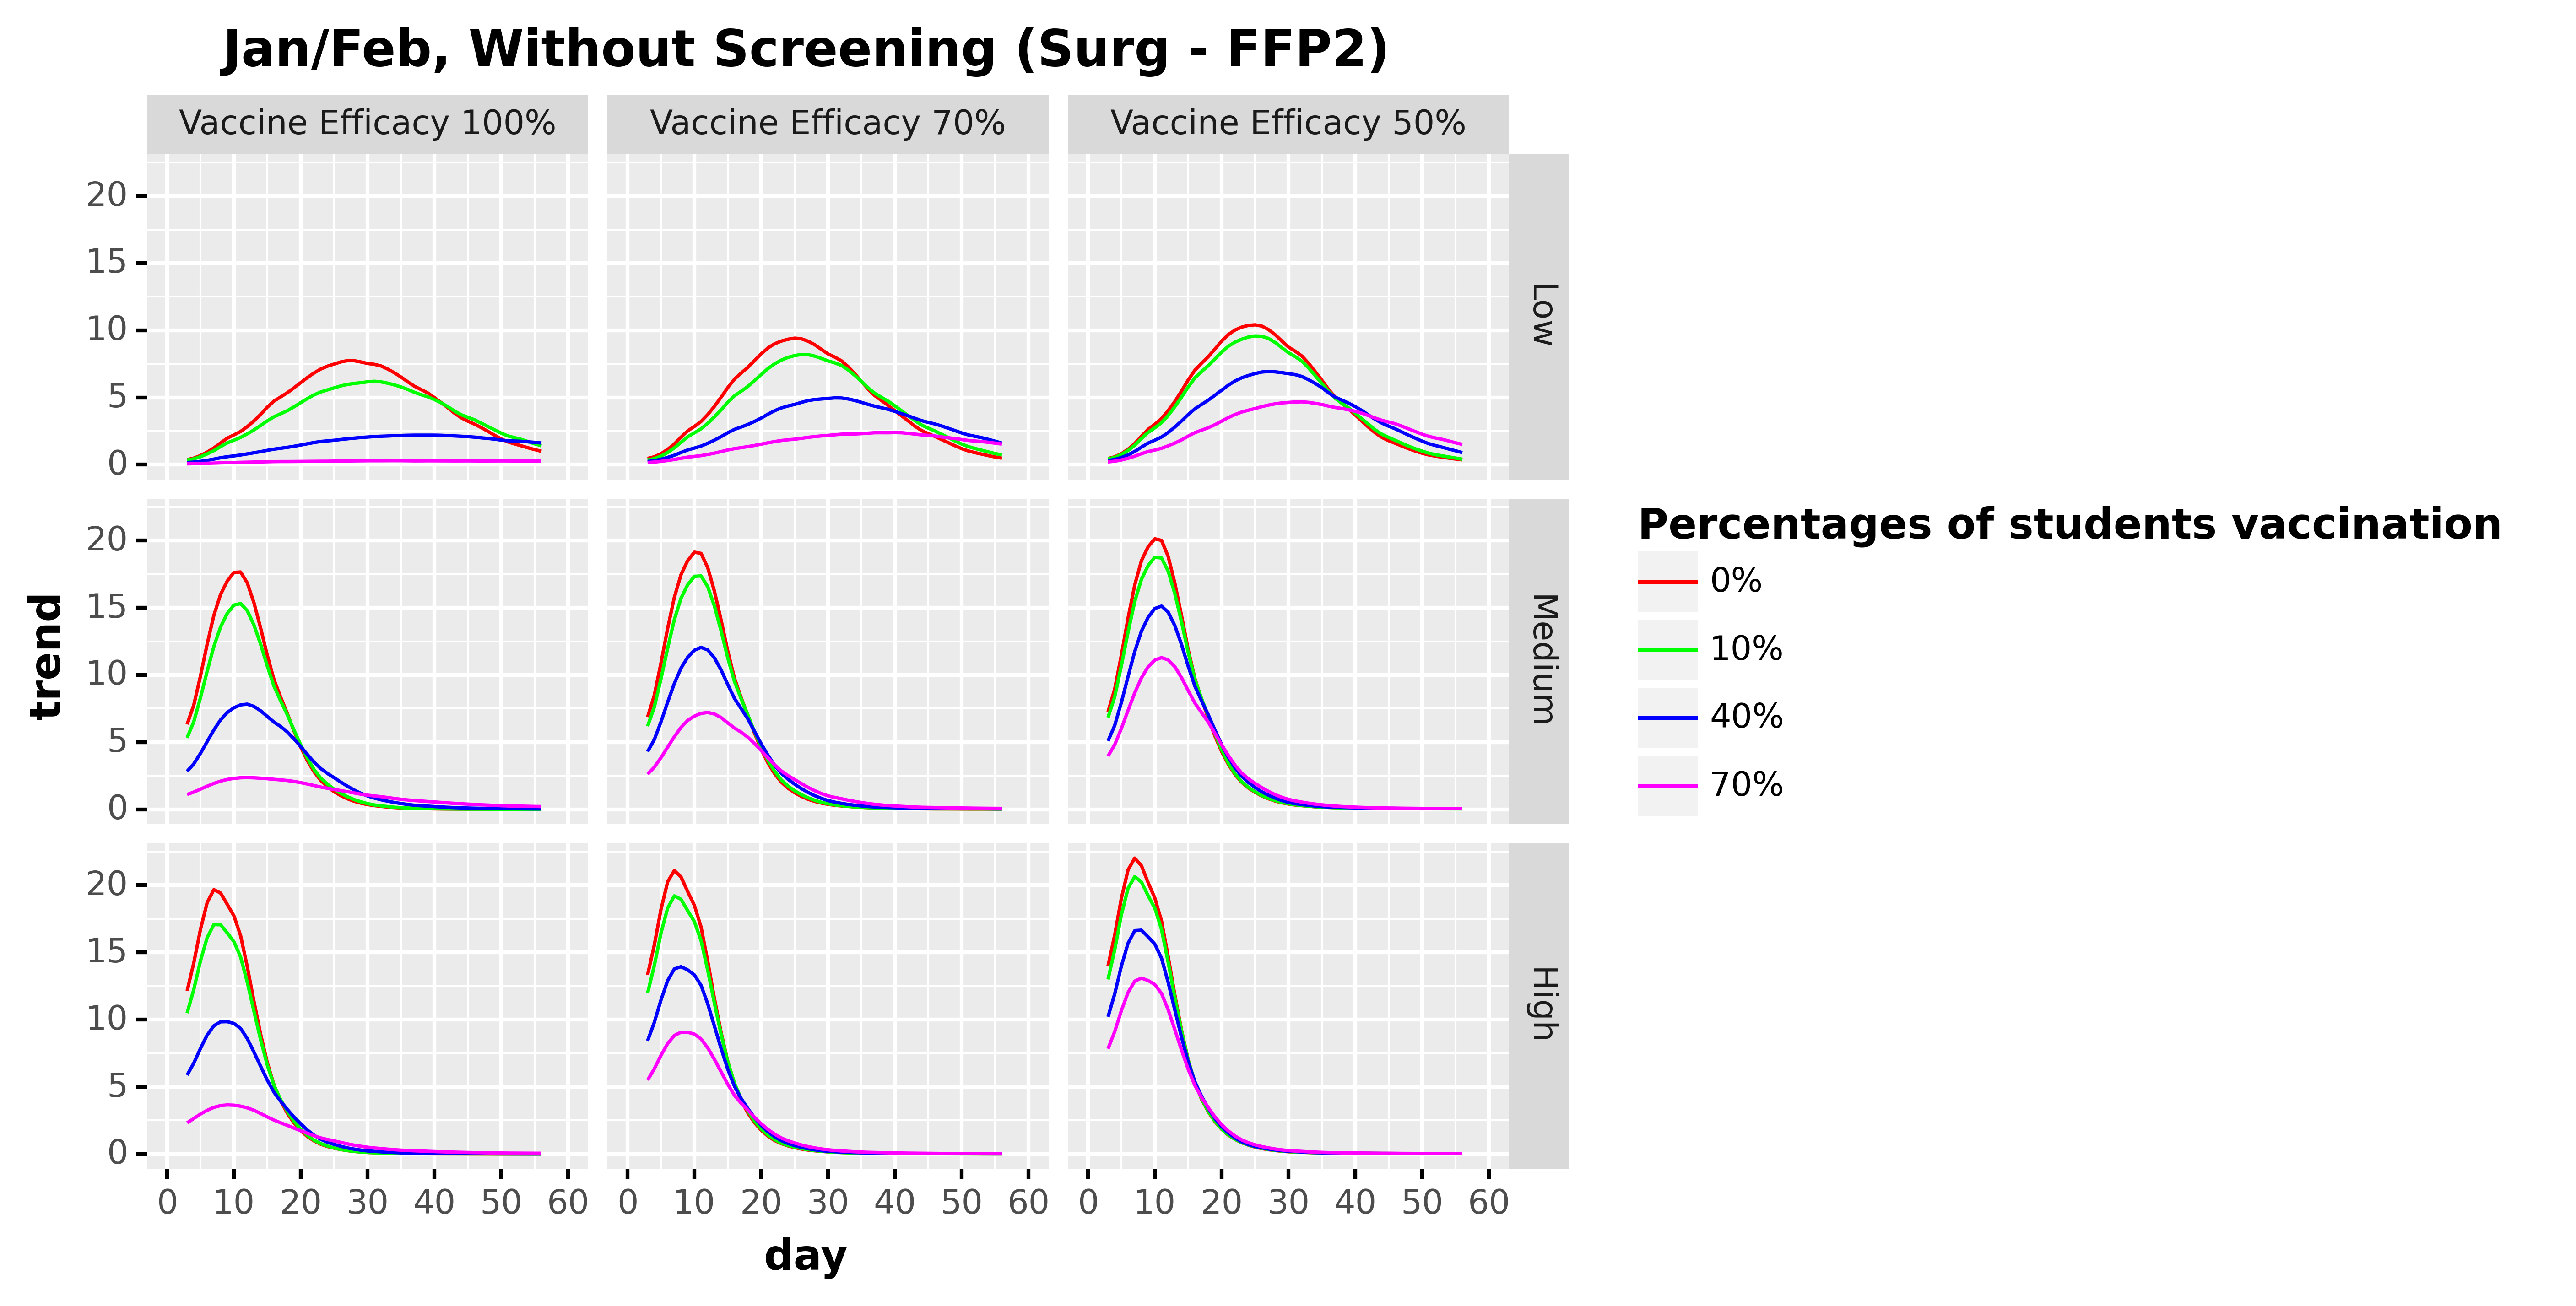 Jan/Feb, Without Screening (Surg - FFP2)
Vaccine Efficacy 100%
Vaccine Efficacy 70%
Vaccine Efficacy 50%
20
15
10
5
0
Low
trend
20
15
10
5
0
Medium
20
15
10
5
0
High
0 10 20 30 40 50 60
0 10 20 30 40 50 60
0 10 20 30 40 50 60
day
Percentages of students vaccination
0%
10%
40%
70%